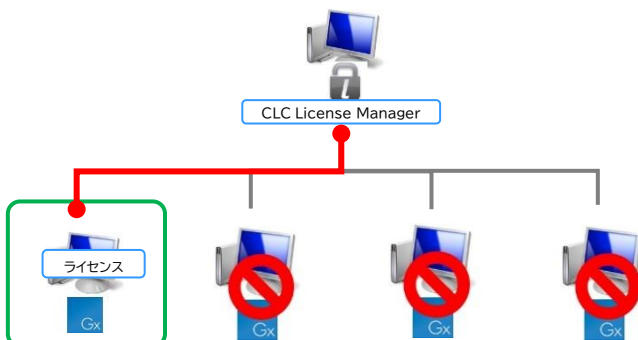 CLC License Manager
ライセンス
Gx
Gx
Gx
Gx